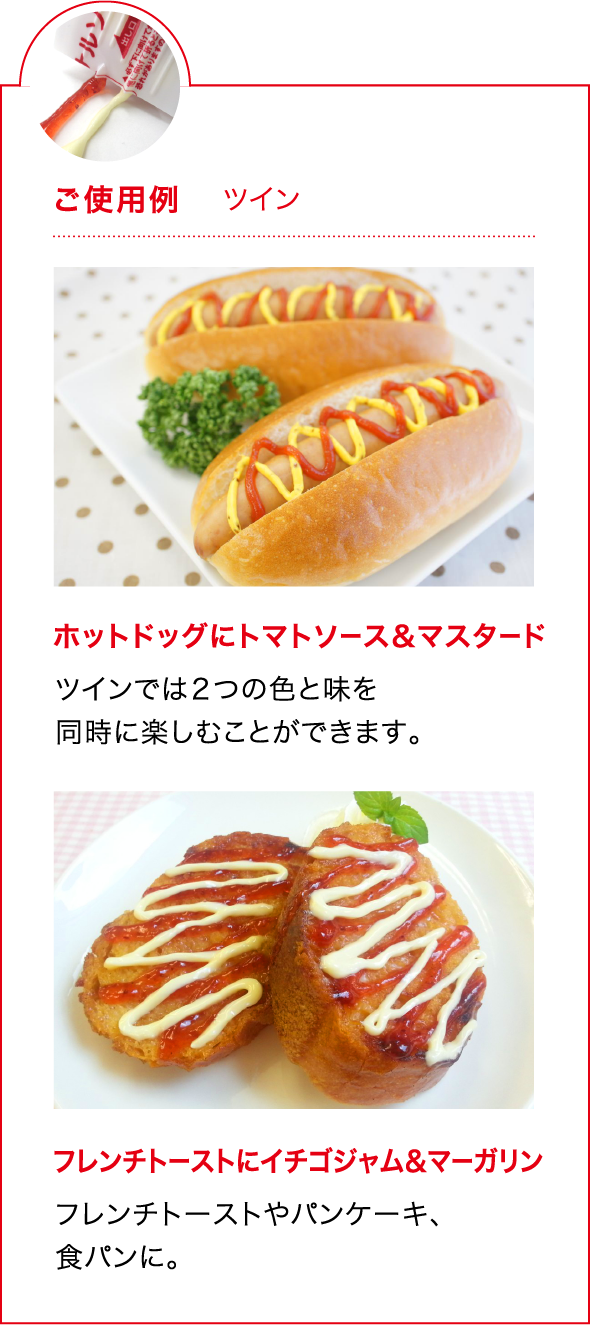 出し口
ご使用例 ツイン
ホットドッグにトマトソース&マスタード
ツインでは2つの色と味を
同時に楽しむことができます。
フレンチトーストにイチゴジャム&マーガリン
フレンチトーストやパンケーキ、
食パンに。